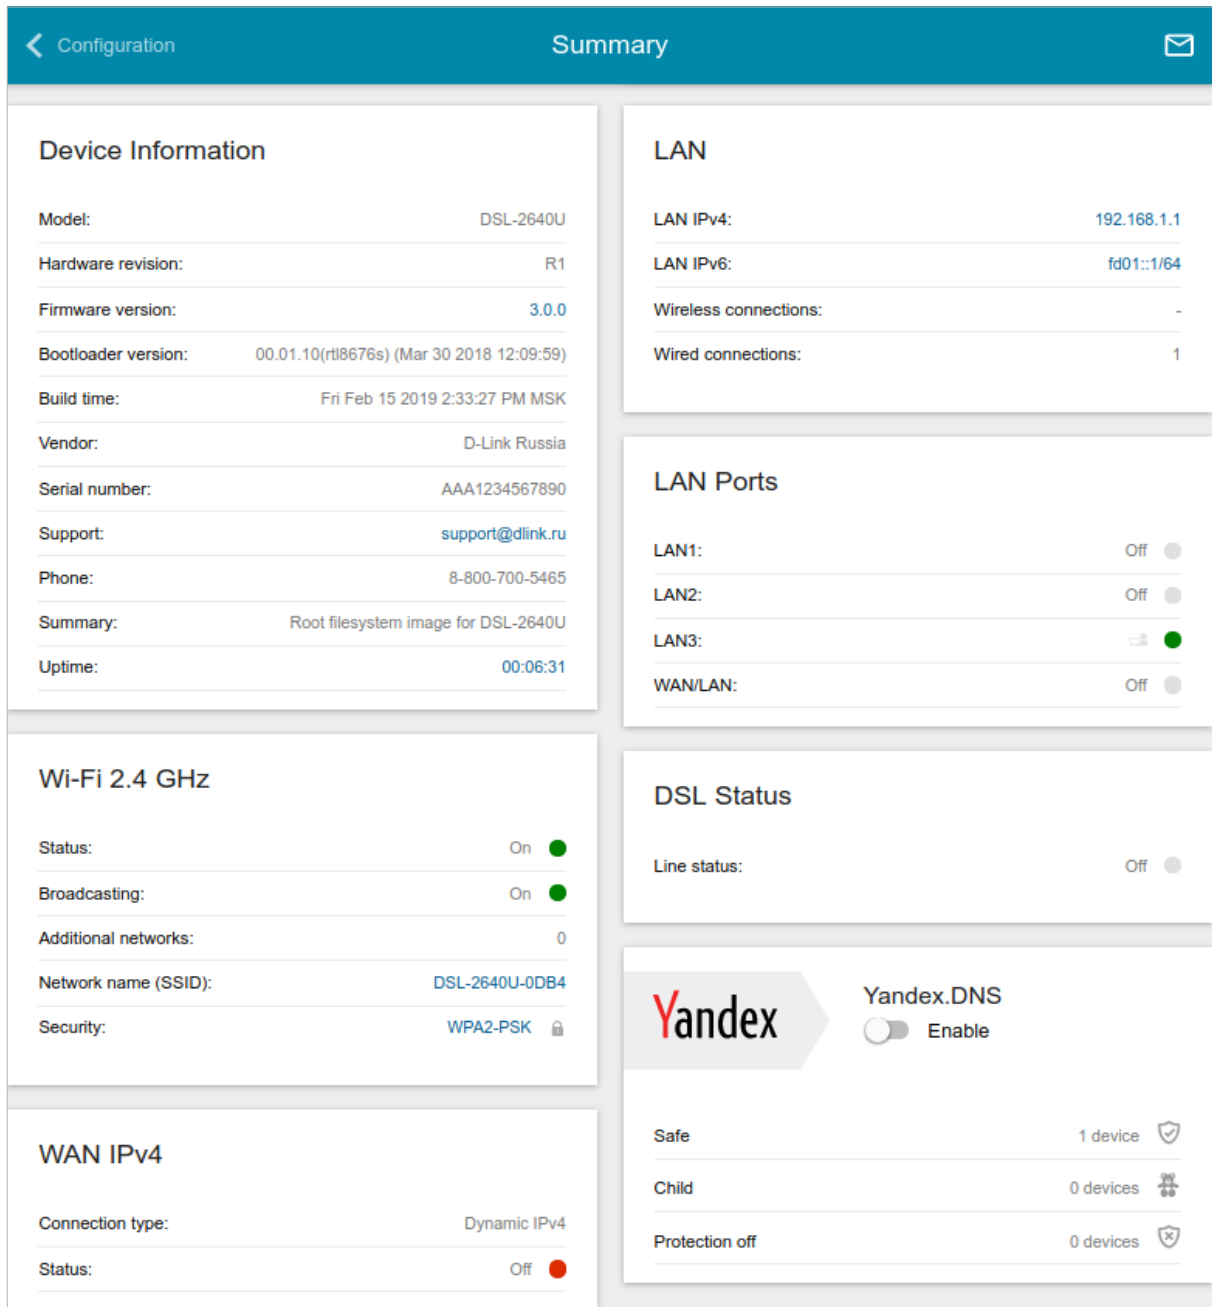 Configuration
Summary
Device Information
Model: DSL-2640U
Hardware revision: R1
Firmware version: 3.0.0
Bootloader version: 00.01.10(rtl8676s) (Mar 30 2018 12:09:59)
Build time: Fri Feb 15 2019 2:33:27 PM MSK
Vendor: D-Link Russia
Serial number: AAA1234567890
Support: support@dlink.ru
Phone: 8-800-700-5465
Summary: Root filesystem image for DSL-2640U
Uptime: 00:06:31
Wi-Fi 2.4 GHz
Status: On
Broadcasting: On
Additional networks: 0
Network name (SSID): DSL-2640U-0DB4
Security: WPA2-PSK
WAN IPv4
Connection type: Dynamic IPv4
Status: Off
LAN
LAN IPv4: 192.168.1.1
LAN IPv6: fd01::1/64
Wireless connections: -
Wired connections: 1
LAN Ports
LAN1: Off
LAN2: Off
LAN3:
WAN/LAN: Off
DSL Status
Line status: Off
Yandex
Yandex.DNS
Enable
Safe 1 device
Child 0 devices
Protection off 0 devices